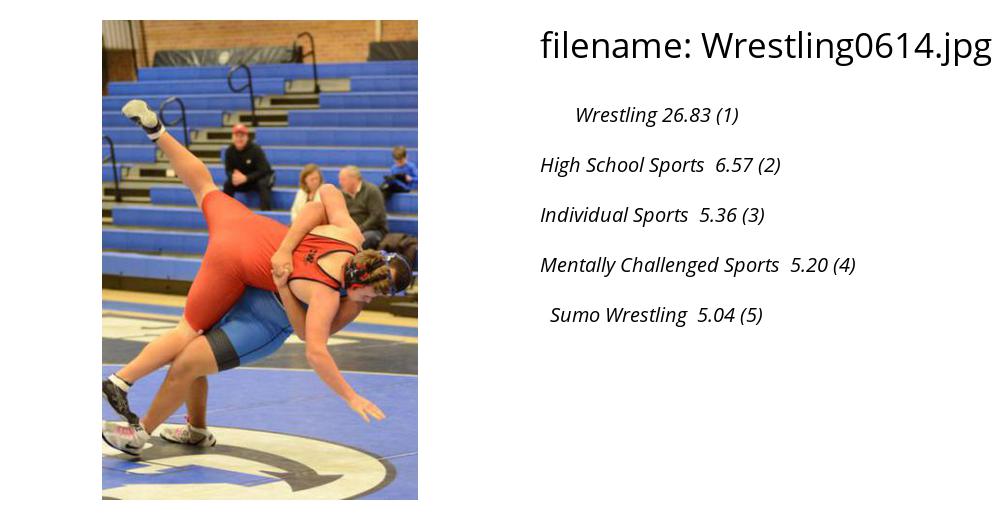 filename: Wrestling0614.jpg
Wrestling 26.83 (1)
High School Sports 6.57 (2)
Individual Sports 5.36 (3)
Mentally Challenged Sports 5.20 (4)
Sumo Wrestling 5.04 (5)